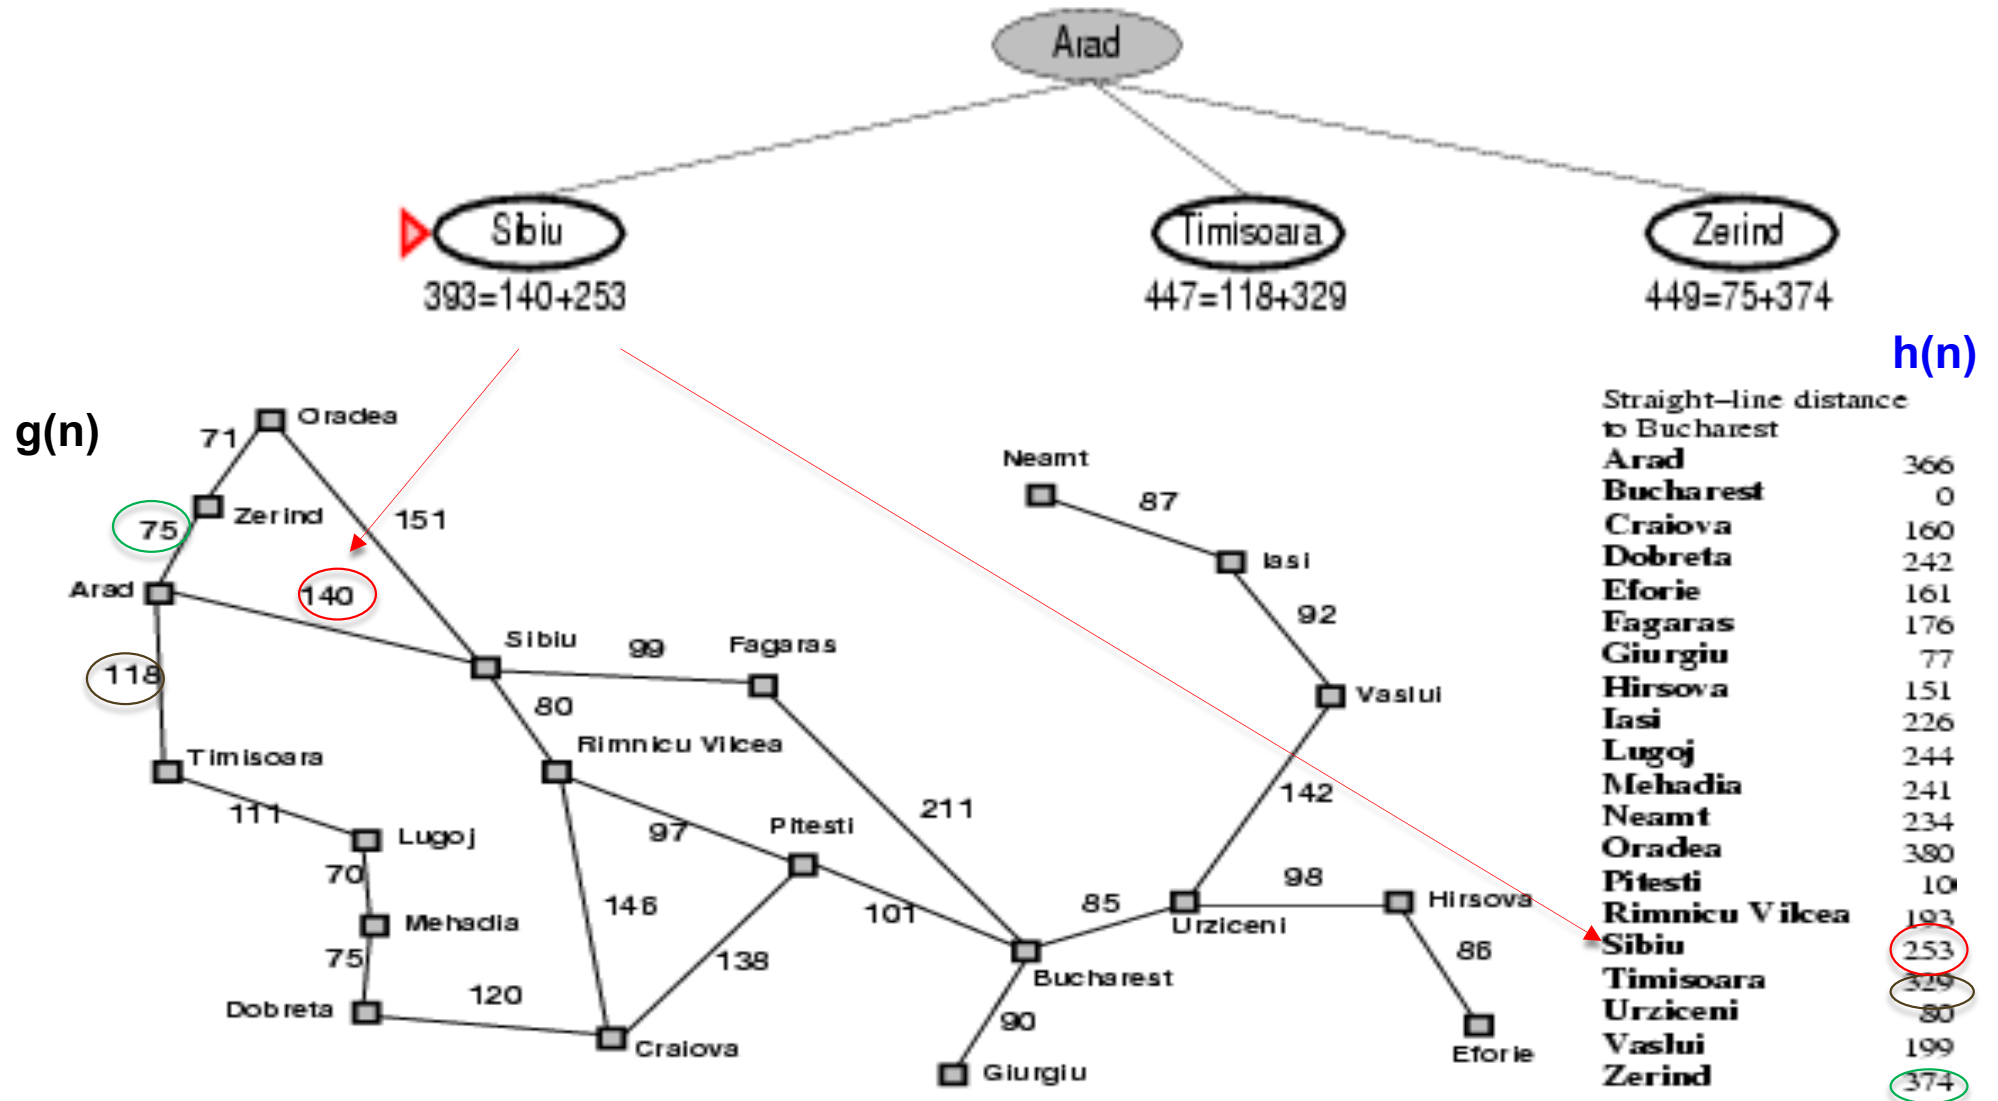 Arad
Sibiu
Timisoara
Zerind
393=140+253
447=118+329
449=75+374
h(n)
g(n)
Straight–line distance
to Bucharest
Arad 366
Bucharest 0
Craiova 160
Dobreta 242
Eforie 161
Fagaras 176
Giurgiu 77
Hirsova 151
Iasi 226
Lugoj 244
Mehadia 241
Neamt 234
Oradea 380
Pitesti 10
Rimnicu Vilcea 193
Sibiu 253
Timisoara 329
Urziceni 80
Vaslui 199
Zerind 374
Oradea
71
Zerind
151
75
Arad
140
118
Sibiu
99
Fagaras
80
Rimnicu Vilcea
Timisoara
111
Lugoj
70
Mehadia
75
Dobreta
120
Craiova
146
97
Pitesti
138
101
211
Bucharest
90
Giurgiu
85
Urziceni
98
Hirsova
86
Eforie
142
Vaslui
92
Iasi
87
Neamt